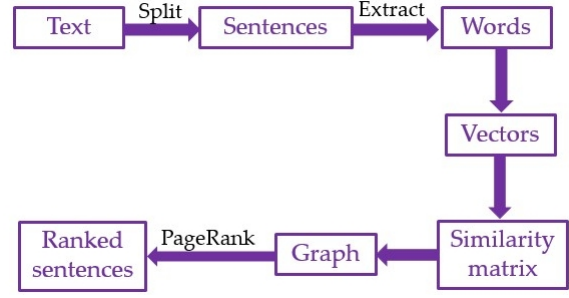 Text
Split
Sentences
Extract
Words
Vectors
Similarity
matrix
Graph
PageRank
Ranked
sentences